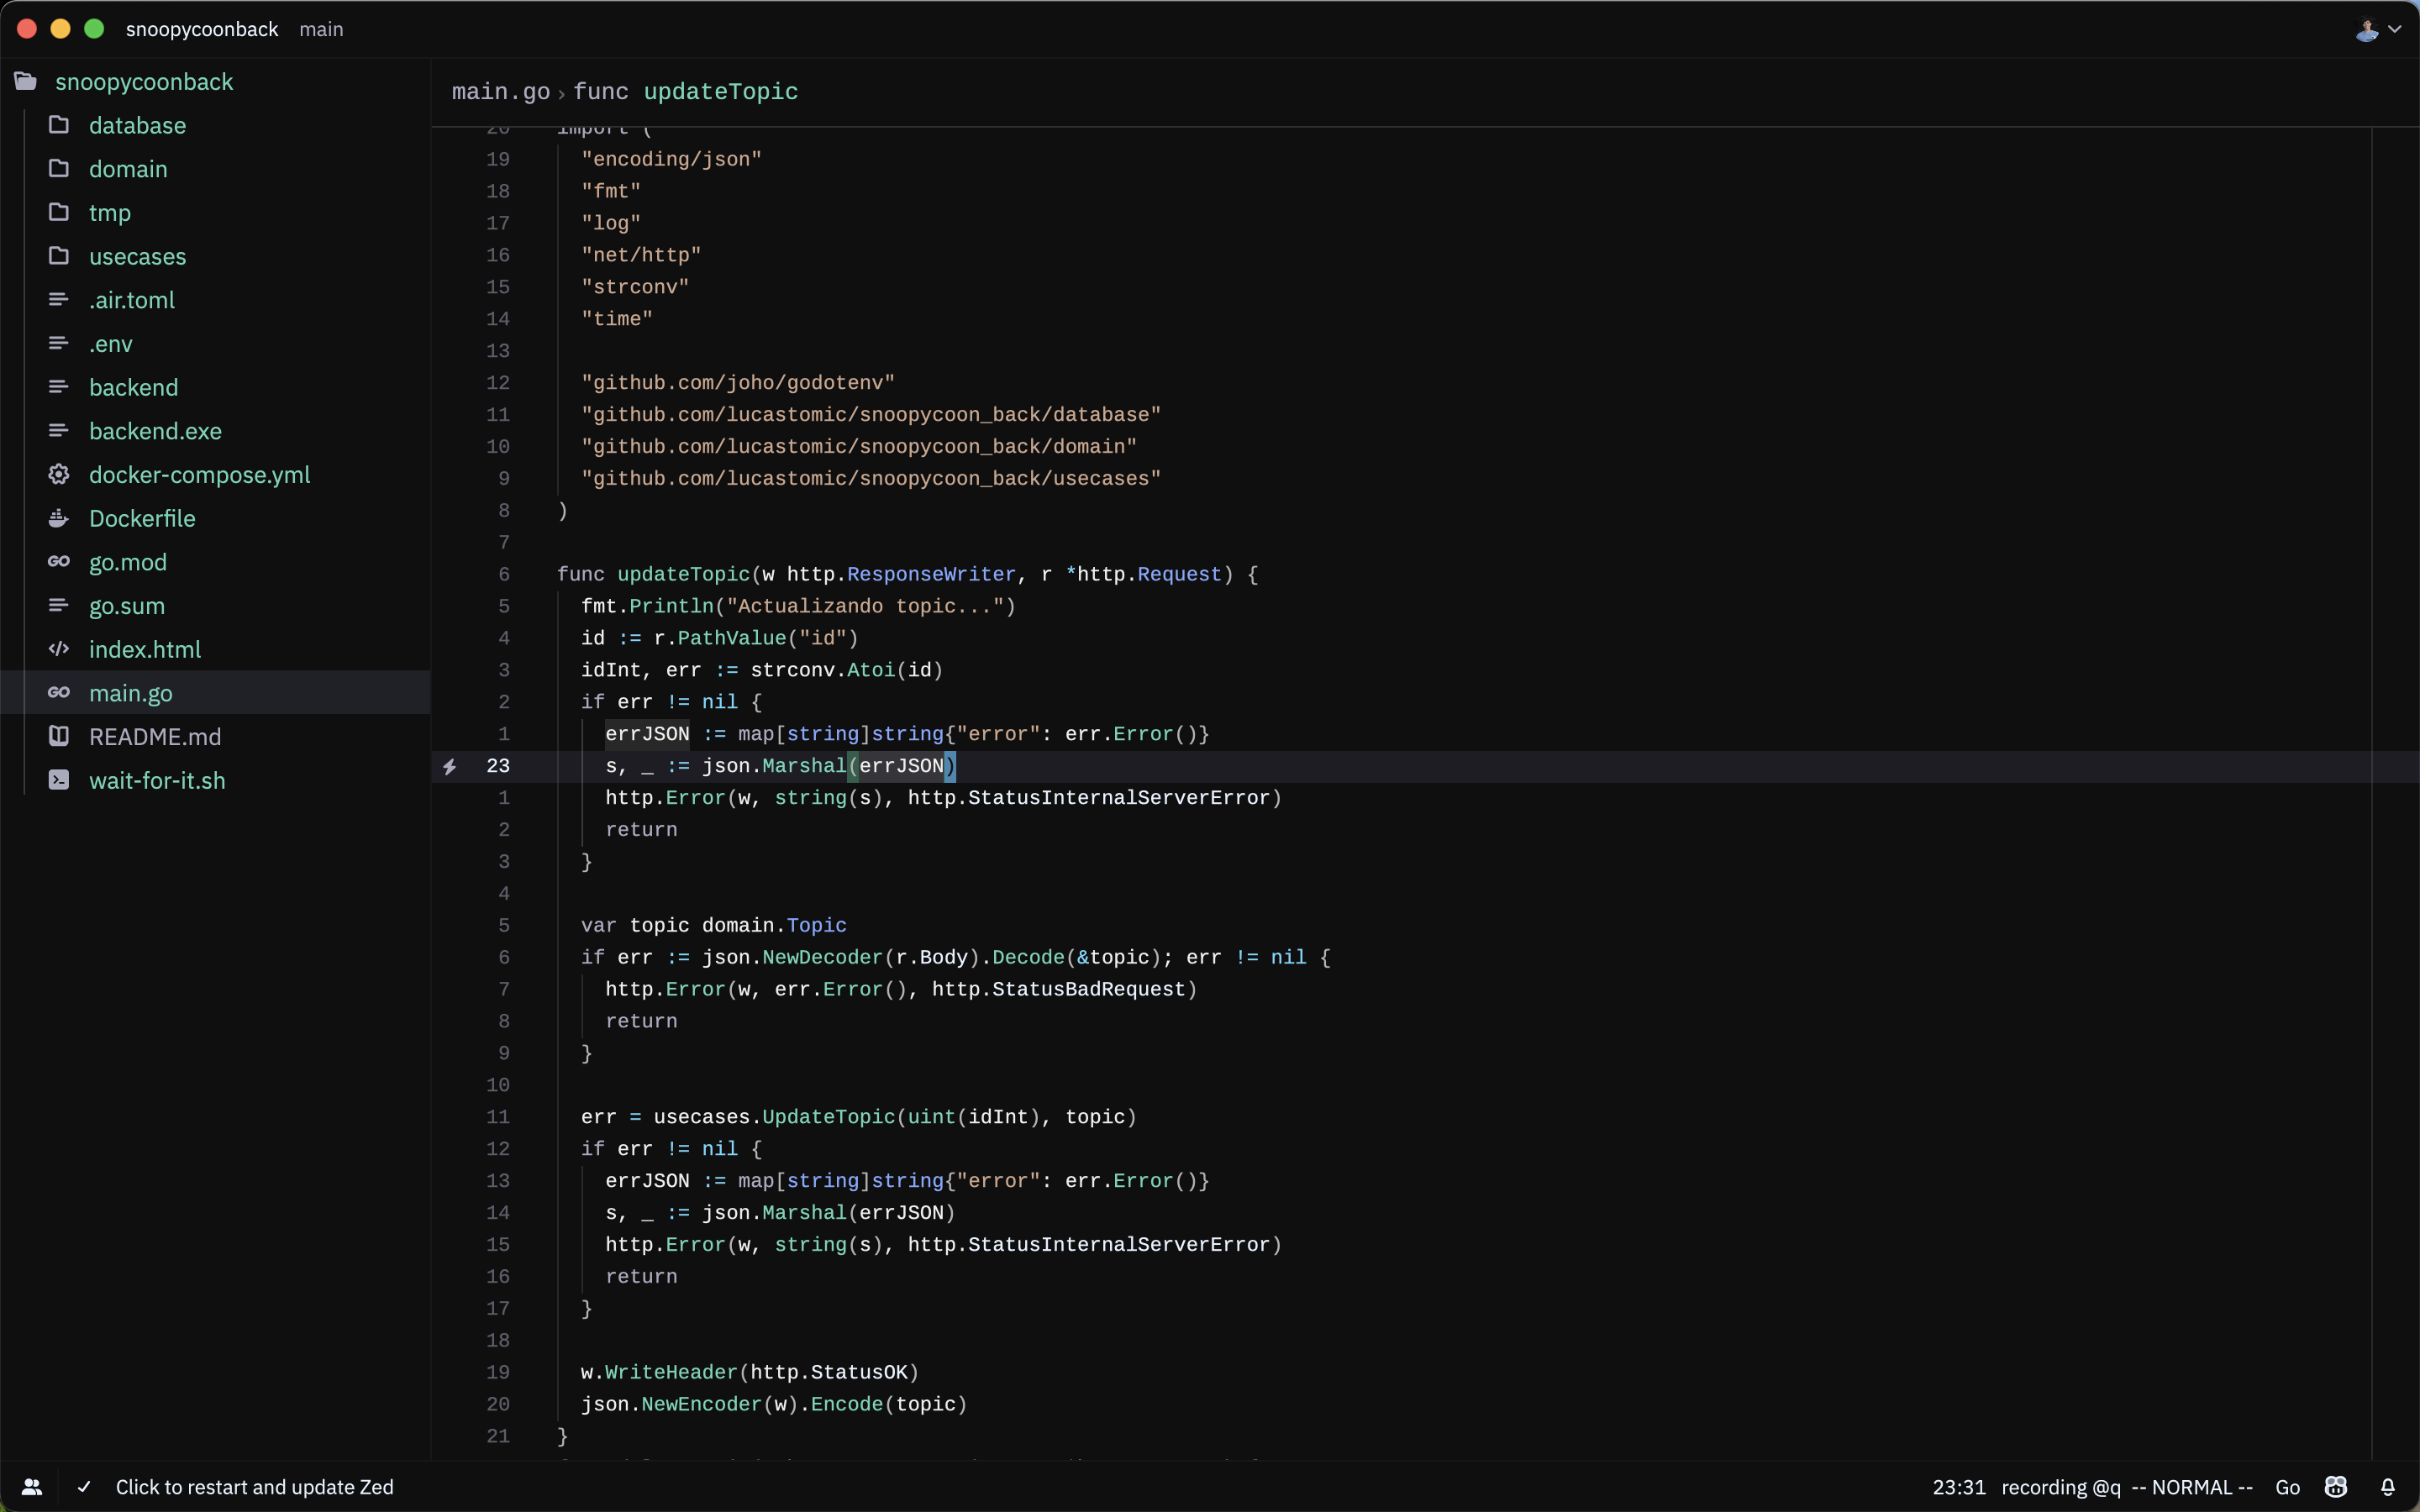 snoopycoonback main
snoopycoonback
database
domain
tmp
usecases
.air.toml
.env
backend
backend.exe
docker-compose.yml
Dockerfile
go.mod
go.sum
index.html
main.go
README.md
wait-for-it.sh
main.go › func updateTopic
20 import (
19 "encoding/json"
18 "fmt"
17 "log"
16 "net/http"
15 "strconv"
14 "time"
13
12 "github.com/joho/godotenv"
11 "github.com/lucastomic/snoopycoon_back/database"
10 "github.com/lucastomic/snoopycoon_back/domain"
9 "github.com/lucastomic/snoopycoon_back/usecases"
8 )
7
6 func updateTopic(w http.ResponseWriter, r *http.Request) {
5 fmt.Println("Actualizando topic...")
4 id := r.PathValue("id")
3 idInt, err := strconv.Atoi(id)
2 if err != nil {
1 errJSON := map[string]string{"error": err.Error()}
23 s, _ := json.Marshal(errJSON)
1 http.Error(w, string(s), http.StatusInternalServerError)
2 return
3 }
4
5 var topic domain.Topic
6 if err := json.NewDecoder(r.Body).Decode(&topic); err != nil {
7 http.Error(w, err.Error(), http.StatusBadRequest)
8 return
9 }
10
11 err = usecases.UpdateTopic(uint(idInt), topic)
12 if err != nil {
13 errJSON := map[string]string{"error": err.Error()}
14 s, _ := json.Marshal(errJSON)
15 http.Error(w, string(s), http.StatusInternalServerError)
16 return
17 }
18
19 w.WriteHeader(http.StatusOK)
20 json.NewEncoder(w).Encode(topic)
21 }
Click to restart and update Zed
23:31 recording @q -- NORMAL -- Go